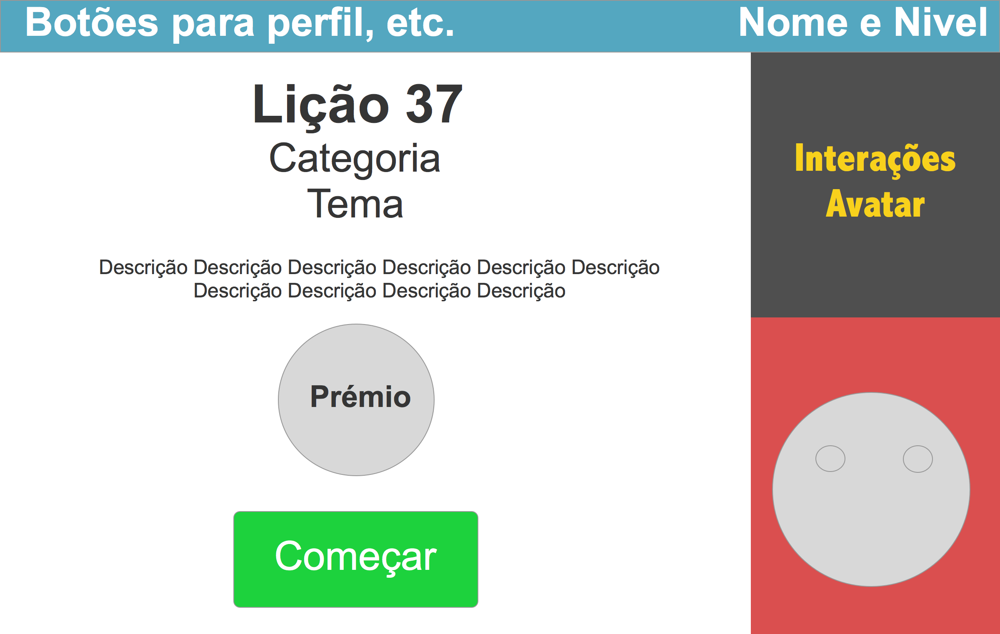 Botões para perfil, etc.
Nome e Nivel
Lição 37
Categoria
Tema
Descrição Descrição Descrição Descrição Descrição Descrição
Descrição Descrição Descrição Descrição
Prémio
Começar
Interações
Avatar